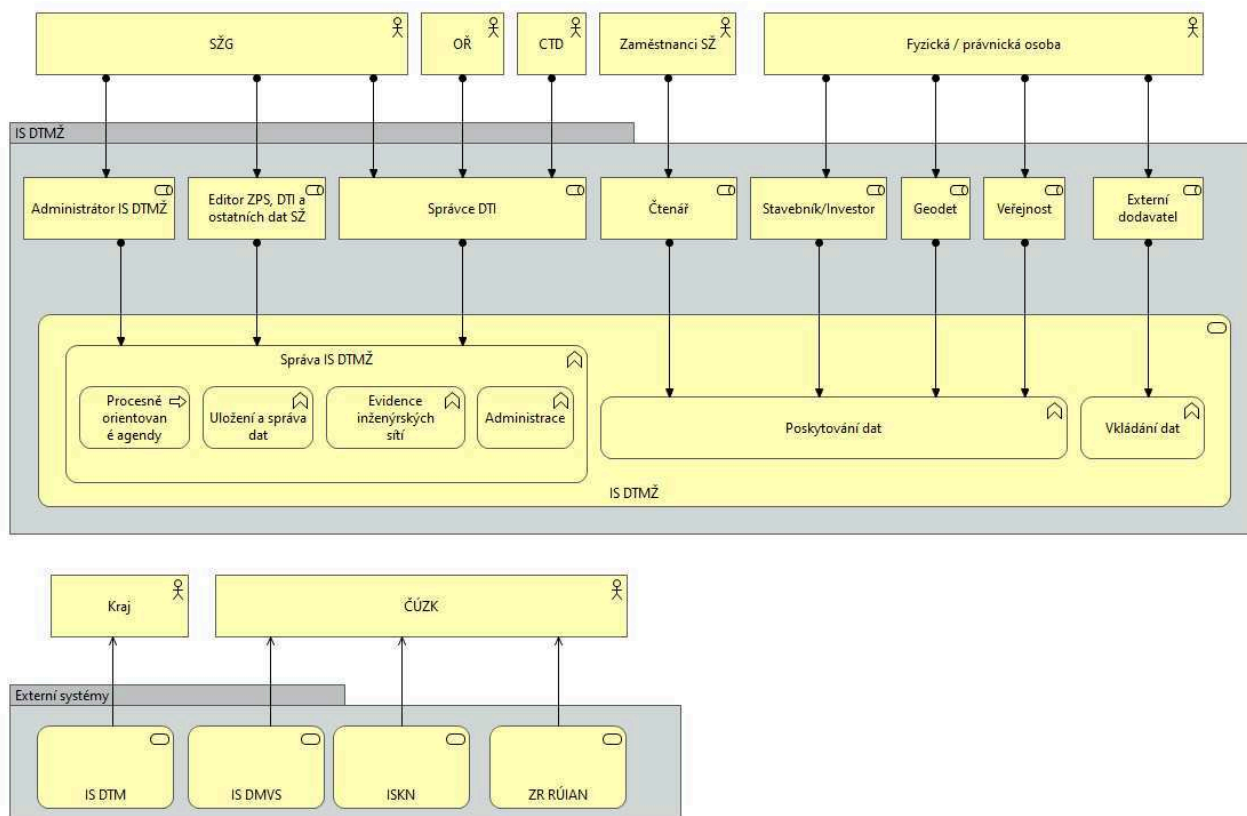 SŽG
OŘ
CTD
Zaměstnanci SŽ
Fyzická / právnická osoba
IS DTMŽ
Administrátor IS DTMŽ
Editor ZPS, DTI a
ostatních dat SŽ
Správce DTI
Čtenář
Stavebník/Investor
Geodet
Veřejnost
Externí
dodavatel
Správa IS DTMŽ
Procesně
orientovan
é agendy
Uložení a správa
dat
Evidence
inženýrských
sítí
Administrace
Poskytování dat
Vkládání dat
IS DTMŽ
Kraj
ČÚZK
Externí systémy
IS DTM
IS DMVS
ISKN
ZR RÚIAN